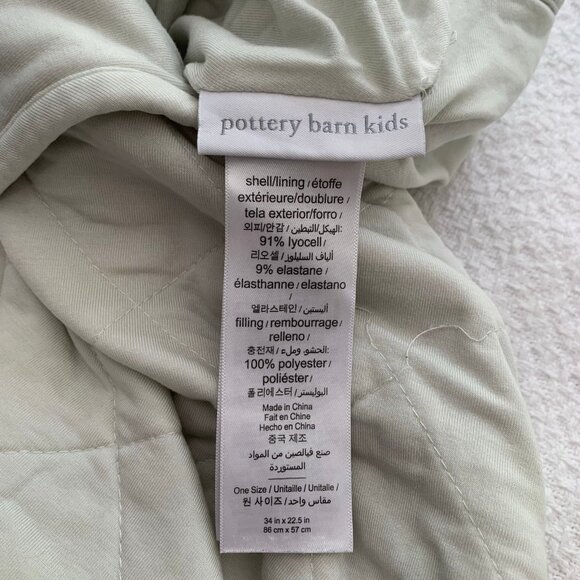 pottery barn kids
shell/lining / étoffe
extérieure/doublure /
tela exterior/forro /
외피/안감 / الهيكل/التبطين:
91% lyocell /
리오셀 / ألياف السليلوز /
9% elastane /
élasthanne / elastano
/
엘라스테인 / إليستين /
filling / rembourrage /
relleno /
충전재 / الحشو. وملء:
100% polyester /
poliéster /
폴리에스터 / البوليستر /
Made in China
Fait en Chine
Hecho en China
중국 제조
صنع فيالصين من المواد
المستوردة
One Size / Unitaille / Unitalle /
원 사이즈 / مقاس واحد /
34 in x 22.5 in
86 cm x 57 cm